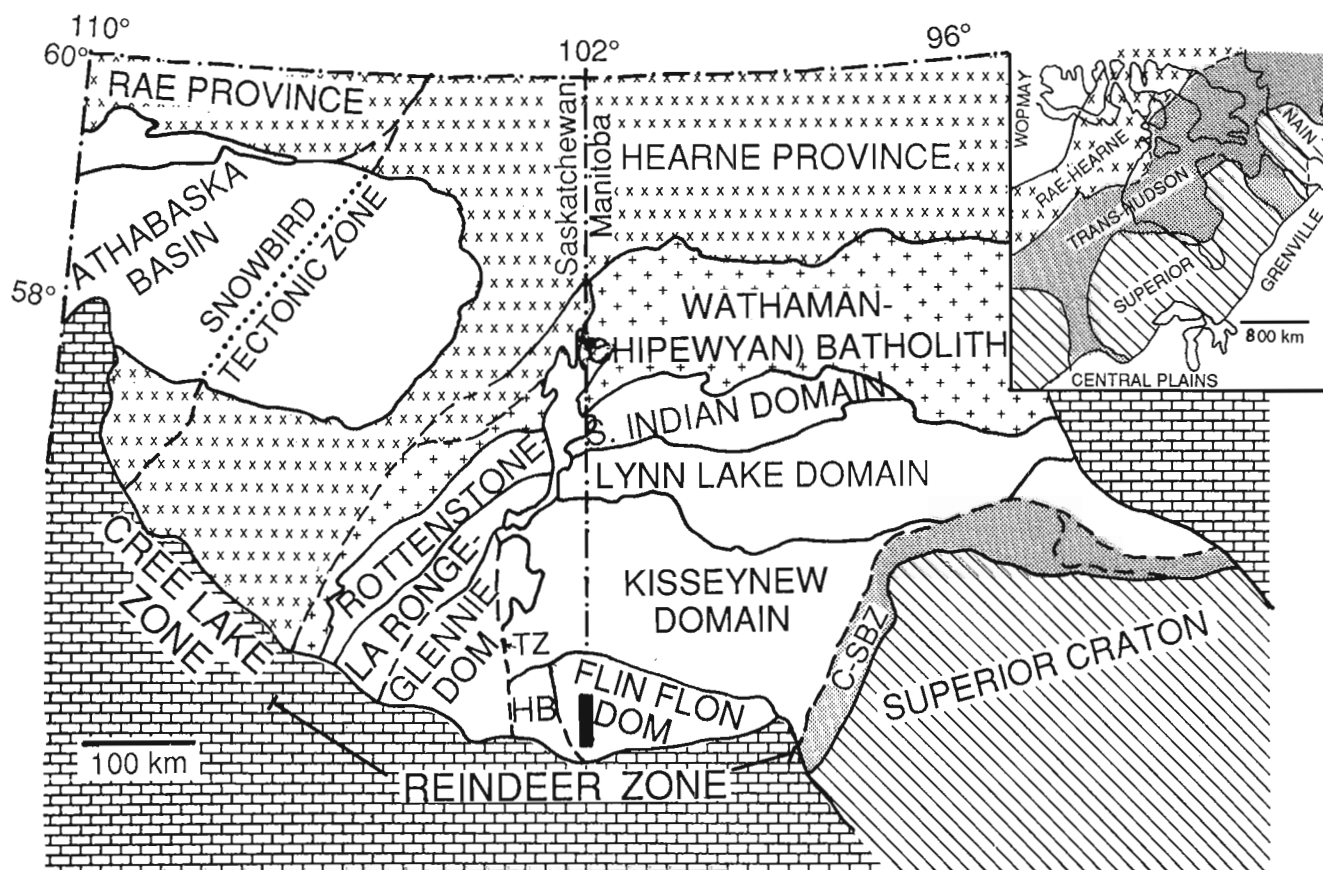 110°
60°
102°
96°
RAE PROVINCE
HEARNE PROVINCE
Saskatchewan
Manitoba
ATHABASKA
BASIN
SNOWBIRD
TECTONIC ZONE
58°
WATHAMAN-
CHIPEWYAN) BATHOLITH
S. INDIAN DOMAIN
LYNN LAKE DOMAIN
ROTTENSTONE
LA RONGE-
GLENNIE
DOM
CREE LAKE
ZONE
KISSEYNEW
DOMAIN
TZ
HB
FLIN FLON
DOM
C-SBZ
SUPERIOR CRATON
100 km
REINDEER ZONE
WOPMAY
RAE-HEARNE
TRANS-HUDSON
NAIN
SUPERIOR
GRENVILLE
800 km
CENTRAL PLAINS